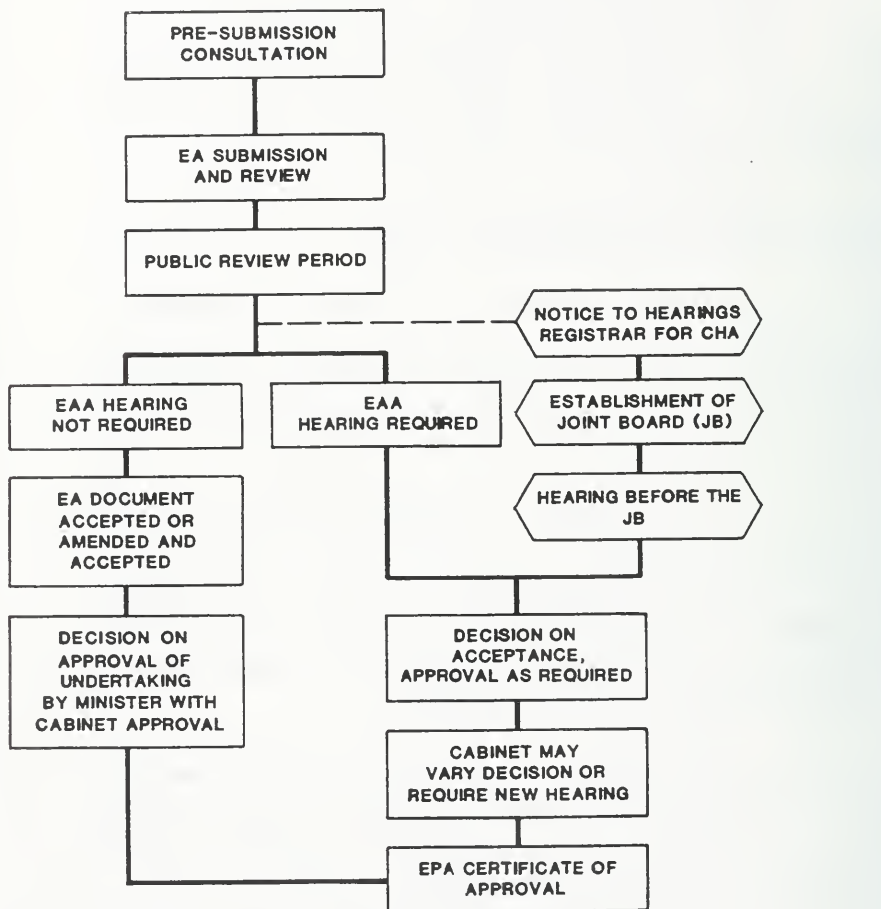 PRE-SUBMISSION
CONSULTATION
EA SUBMISSION
AND REVIEW
PUBLIC REVIEW PERIOD
NOTICE TO HEARINGS
REGISTRAR FOR CHA
EAA HEARING
NOT REQUIRED
EAA
HEARING REQUIRED
ESTABLISHMENT OF
JOINT BOARD (JB)
EA DOCUMENT
ACCEPTED OR
AMENDED AND
ACCEPTED
HEARING BEFORE THE
JB
DECISION ON
APPROVAL OF
UNDERTAKING
BY MINISTER WITH
CABINET APPROVAL
DECISION ON
ACCEPTANCE,
APPROVAL AS REQUIRED
CABINET MAY
VARY DECISION OR
REQUIRE NEW HEARING
EPA CERTIFICATE OF
APPROVAL